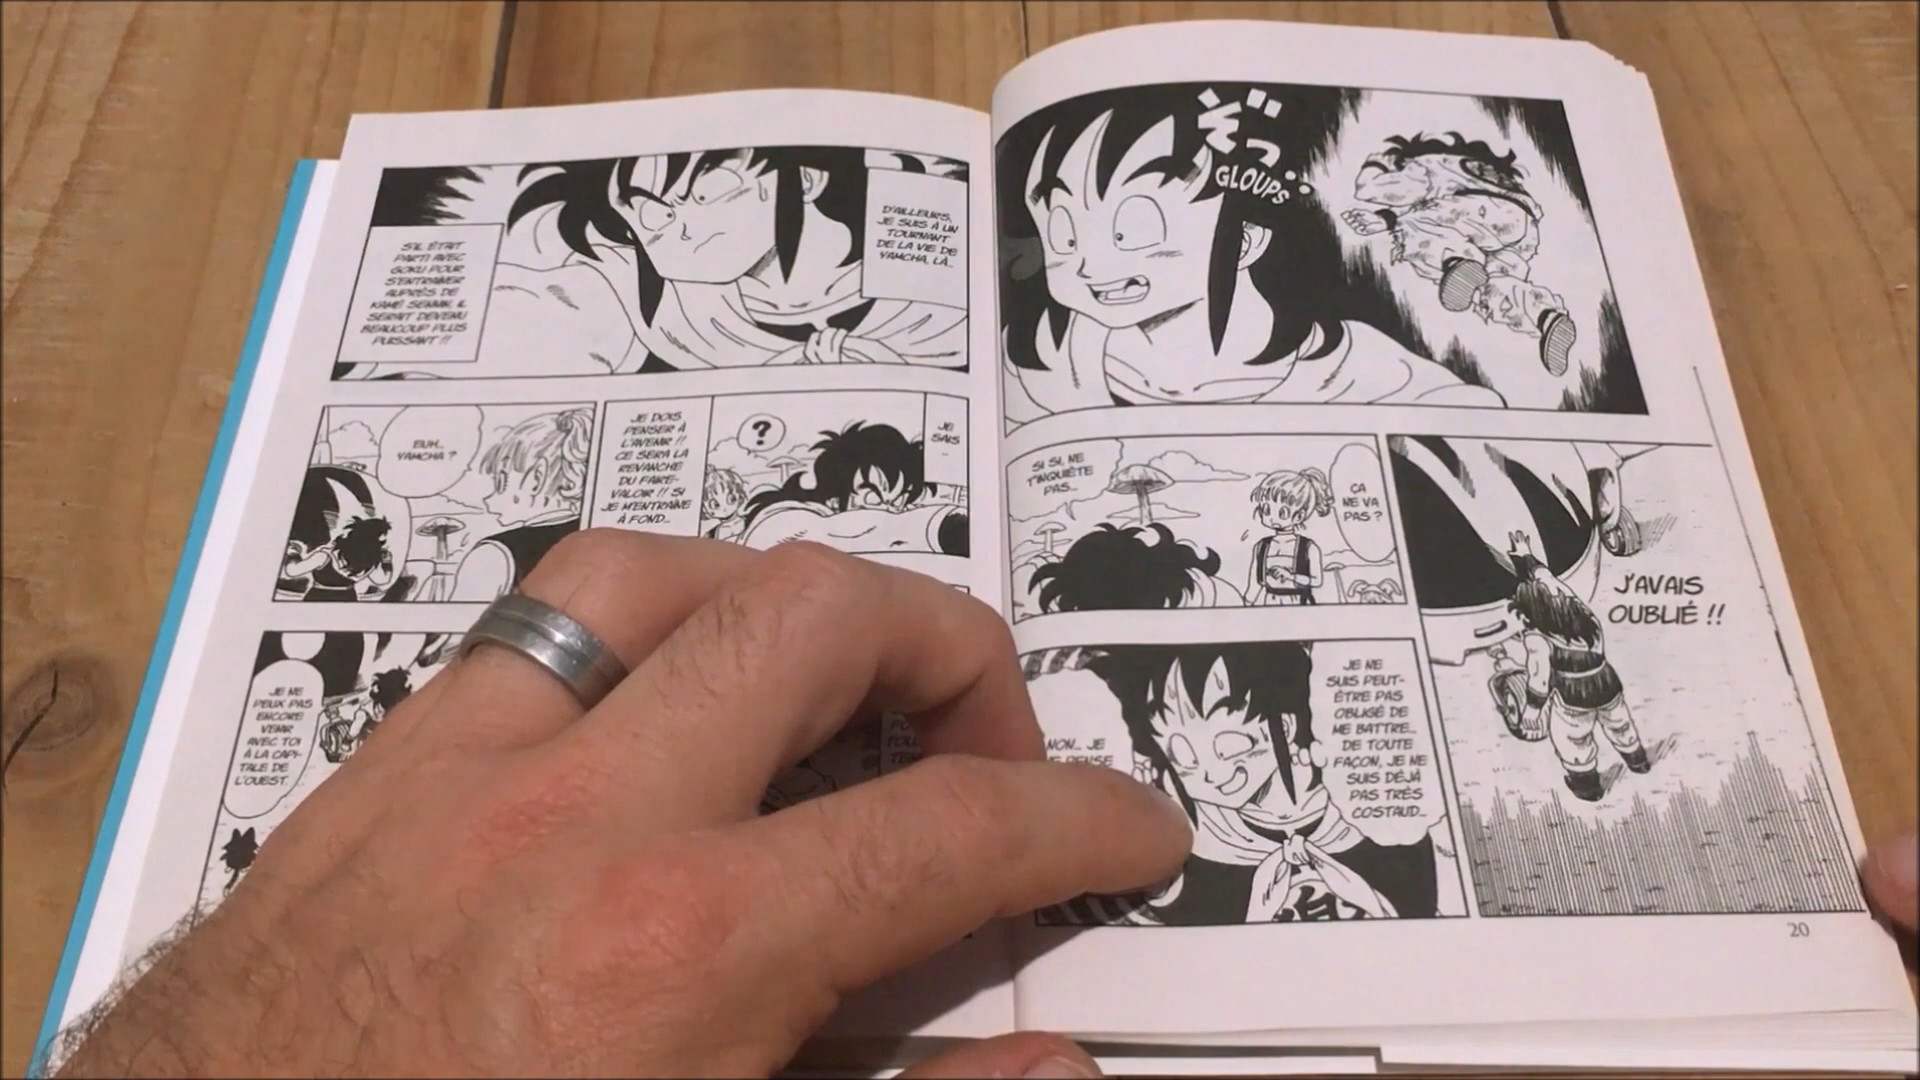 ぞっ
GLOUPS
J'AVAIS
OUBLIÉ !!
ÇA
NE VA
PAS ?
SI SI, NE
T'INQUIÈTE
PAS...
JE NE
SUIS PEUT-
ÊTRE PAS
OBLIGÉ DE
ME BATTRE...
DE TOUTE
FAÇON, JE NE
SUIS DÉJÀ
PAS TRÈS
COSTAUD...
NON... JE
PENSE
20
D'AILLEURS,
JE SUIS À UN
TOURNANT
DE LA VIE DE
YAMCHA, LÀ...
S'IL ÉTAIT
PARTI AVEC
GOKU POUR
S'ENTRAÎNER
AUPRÈS DE
KAMÉ SENNIN, IL
SERAIT DEVENU
BEAUCOUP PLUS
PUISSANT !!
JE
SAIS
...
?
JE DOIS
PENSER À
L'AVENIR !!
CE SERA LA
REVANCHE
DU FAIRE-
VALOIR !! SI
JE M'ENTRAÎNE
À FOND...
EUH...
YAMCHA ?
JE NE
PEUX PAS
ENCORE
VENIR
AVEC TOI
À LA CAPI-
TALE DE
L'OUEST.